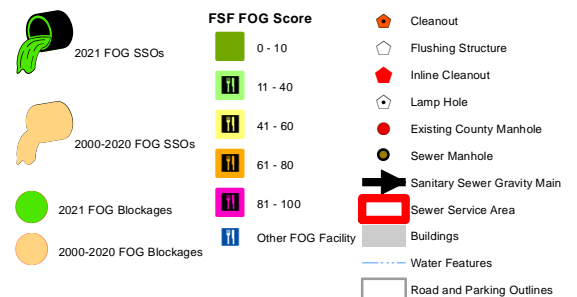 2021 FOG SSOs
2000-2020 FOG SSOs
2021 FOG Blockages
2000-2020 FOG Blockages
FSF FOG Score
0 - 10
11 - 40
41 - 60
61 - 80
81 - 100
Other FOG Facility
Cleanout
Flushing Structure
Inline Cleanout
Lamp Hole
Existing County Manhole
Sewer Manhole
Sanitary Sewer Gravity Main
Sewer Service Area
Buildings
Water Features
Road and Parking Outlines